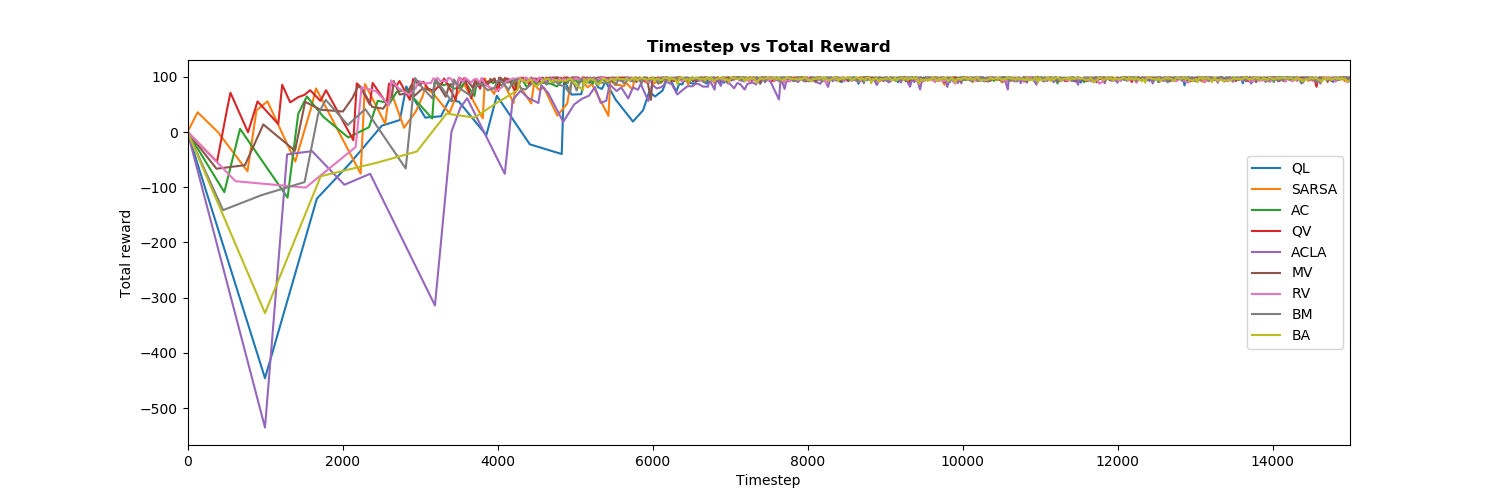 Timestep vs Total Reward
100
0
−100
−200
−300
−400
−500
Total reward
0
2000
4000
6000
8000
10000
12000
14000
Timestep
QL
SARSA
AC
QV
ACLA
MV
RV
BM
BA